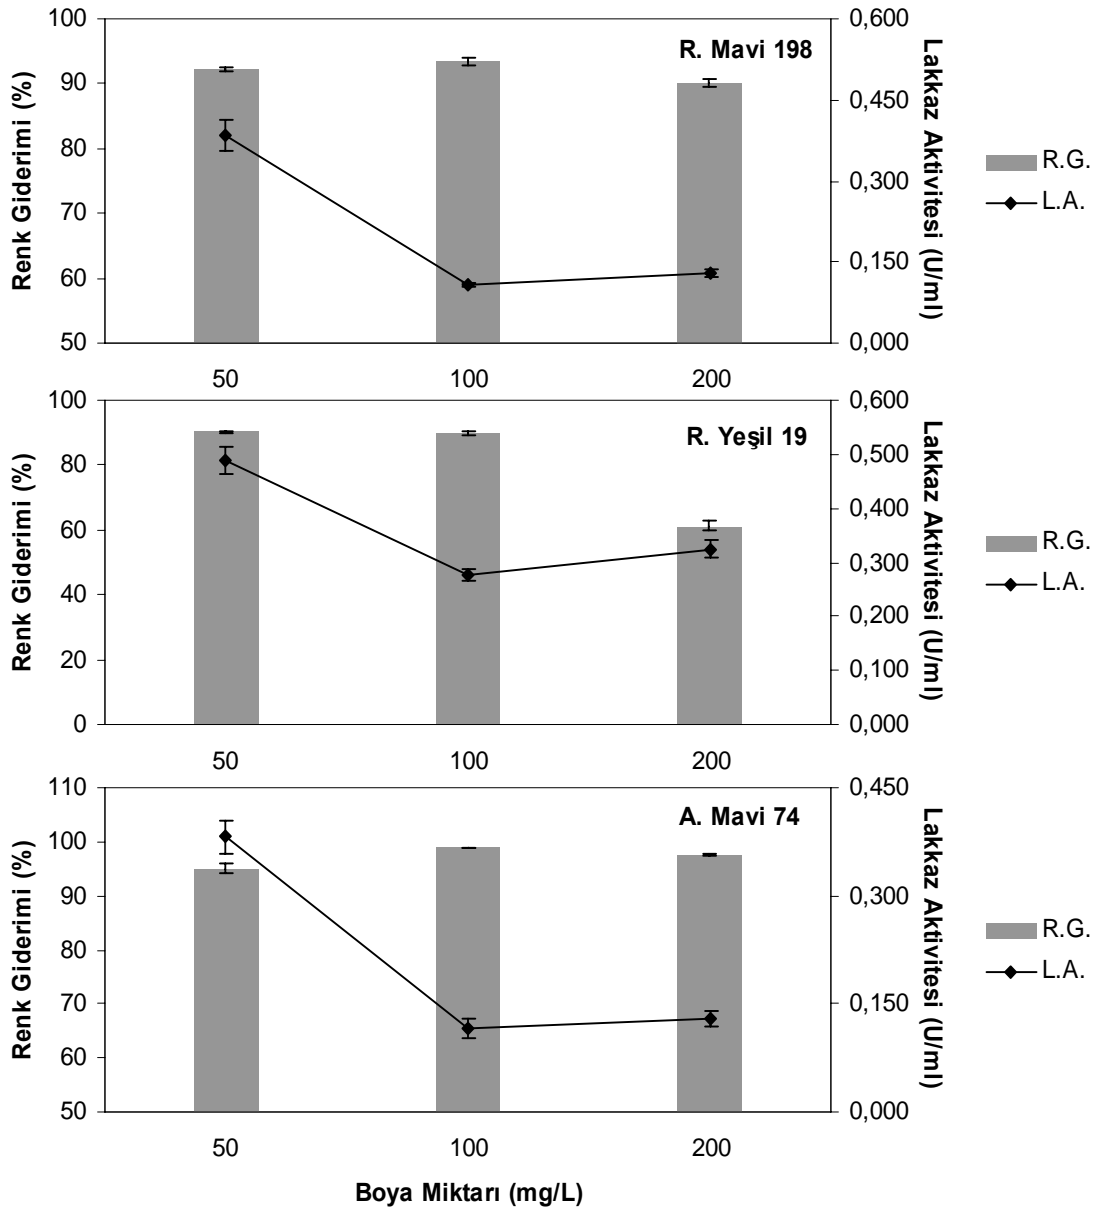 100
90
80
70
60
50
Renk Giderimi (%)
R. Mavi 198
0,600
0,450
0,300
0,150
0,000
Lakkaz Aktivitesi (U/ml)
R.G.
L.A.
50 100 200
100
80
60
40
20
0
Renk Giderimi (%)
R. Yeşil 19
0,600
0,500
0,400
0,300
0,200
0,100
0,000
Lakkaz Aktivitesi (U/ml)
R.G.
L.A.
50 100 200
110
100
90
80
70
60
50
Renk Giderimi (%)
A. Mavi 74
0,450
0,300
0,150
0,000
Lakkaz Aktivitesi (U/ml)
R.G.
L.A.
50 100 200
Boya Miktarı (mg/L)